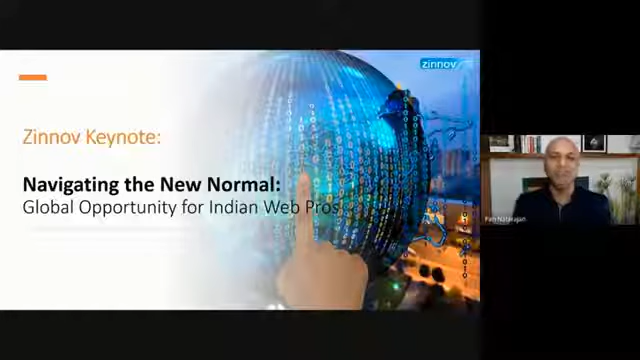 zinnov
Zinnov Keynote:
Navigating the New Normal:
Global Opportunity for Indian Web Pros
Pari Natarajan